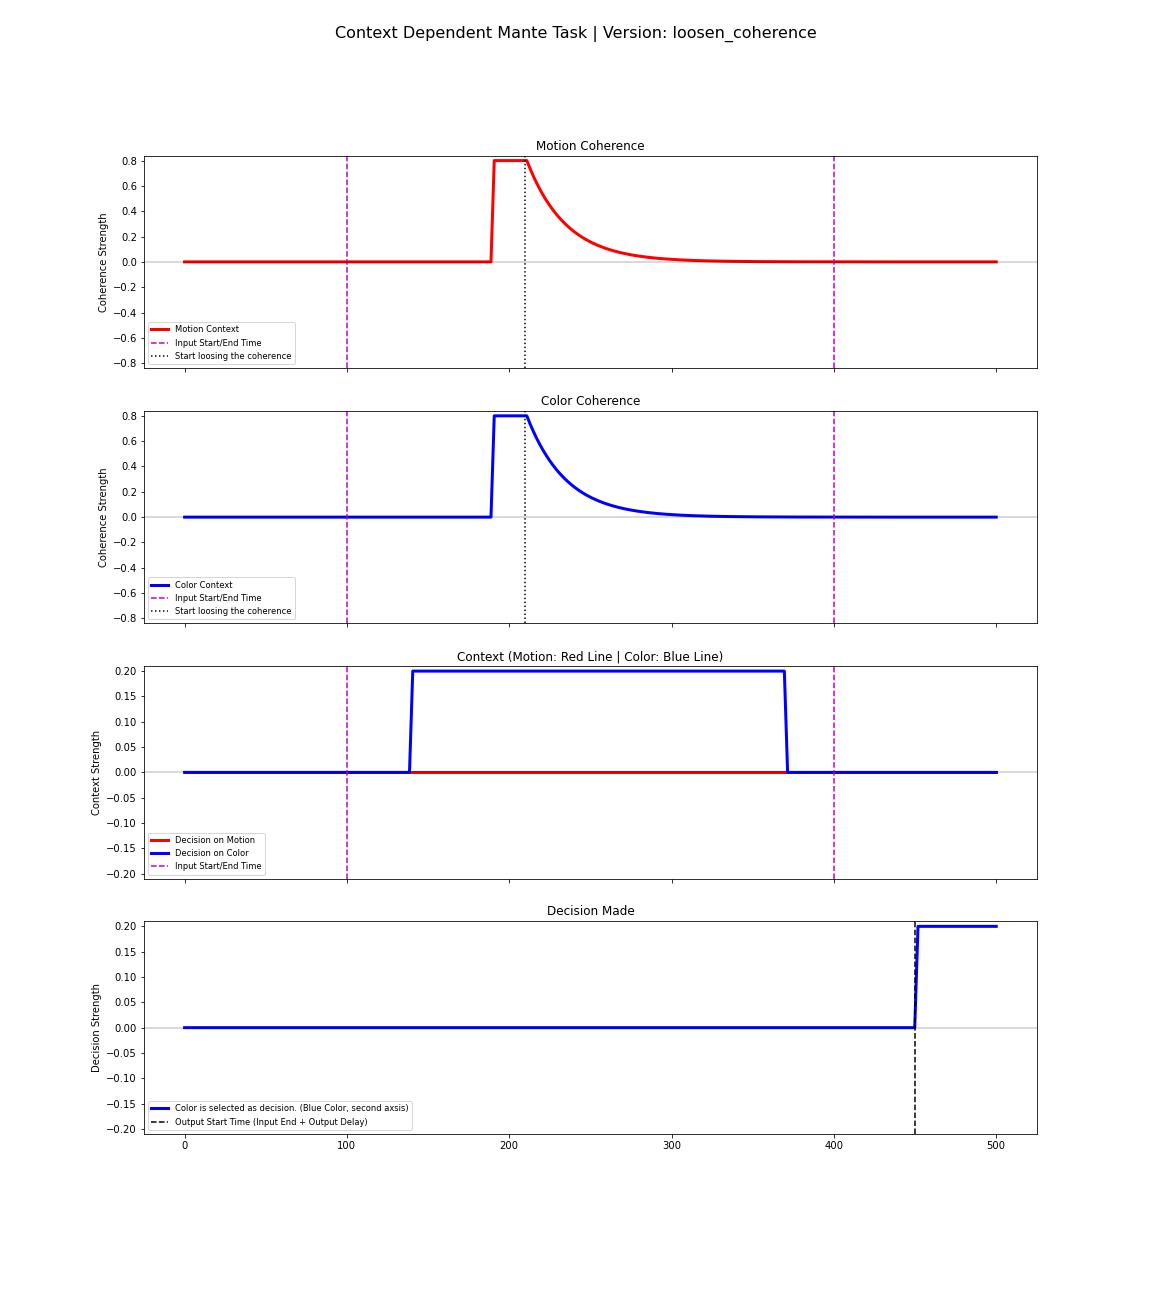 Context Dependent Mante Task | Version: loosen_coherence
Motion Coherence
0.8
0.6
0.4
0.2
0.0
−0.2
−0.4
−0.6
−0.8
Coherence Strength
Motion Context
Input Start/End Time
Start loosing the coherence
Color Coherence
0.8
0.6
0.4
0.2
0.0
−0.2
−0.4
−0.6
−0.8
Coherence Strength
Color Context
Input Start/End Time
Start loosing the coherence
Context (Motion: Red Line | Color: Blue Line)
0.20
0.15
0.10
0.05
0.00
−0.05
−0.10
−0.15
−0.20
Context Strength
Decision on Motion
Decision on Color
Input Start/End Time
Decision Made
0.20
0.15
0.10
0.05
0.00
−0.05
−0.10
−0.15
−0.20
Decision Strength
Color is selected as decision. (Blue Color, second axsis)
Output Start Time (Input End + Output Delay)
0 100 200 300 400 500